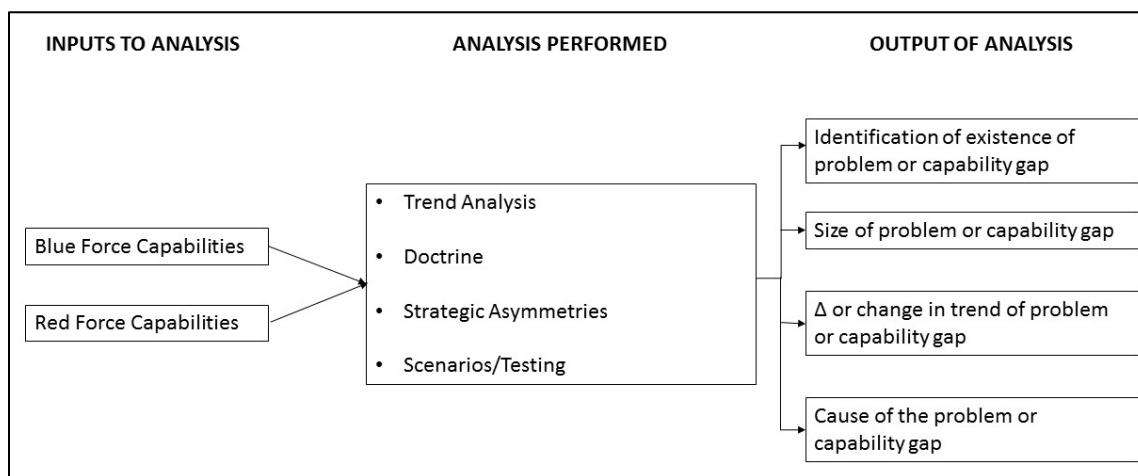 INPUTS TO ANALYSIS
ANALYSIS PERFORMED
OUTPUT OF ANALYSIS
Blue Force Capabilities
Red Force Capabilities
• Trend Analysis
• Doctrine
• Strategic Asymmetries
• Scenarios/Testing
Identification of existence of
problem or capability gap
Size of problem or capability gap
Δ or change in trend of problem
or capability gap
Cause of the problem or
capability gap